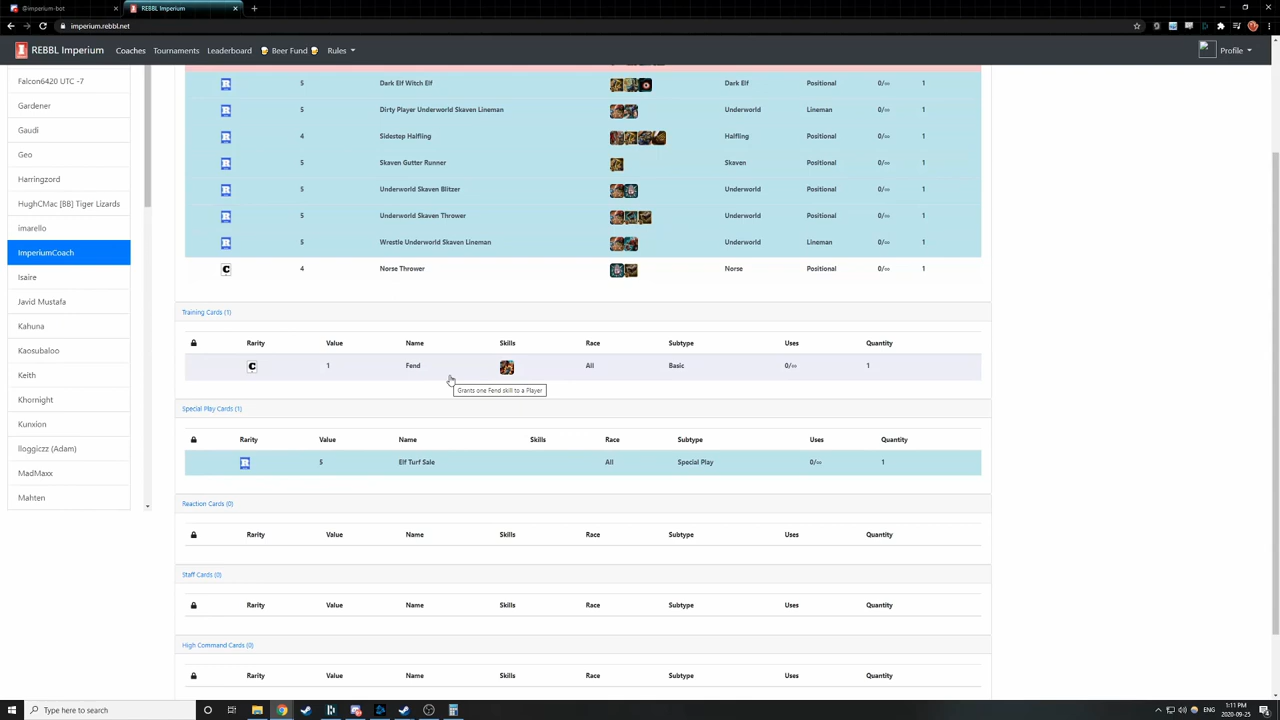 @imperium-bot
REBBL Imperium
imperium.rebbl.net
REBBL Imperium Coaches Tournaments Leaderboard Beer Fund Rules Profile
Falcon6420 UTC -7
Gardener
Gaudi
Geo
Harringzord
HughCMac [BB] Tiger Lizards
imarello
ImperiumCoach
Isaire
Javid Mustafa
Kahuna
Kaosubaloo
Keith
Khornight
Kunxion
lloggiczz (Adam)
MadMaxx
Mahten
R 5 Dark Elf Witch Elf Dark Elf Positional 0/∞ 1
R 5 Dirty Player Underworld Skaven Lineman Underworld Lineman 0/∞ 1
R 4 Sidestep Halfling Halfling Positional 0/∞ 1
R 5 Skaven Gutter Runner Skaven Positional 0/∞ 1
R 5 Underworld Skaven Blitzer Underworld Positional 0/∞ 1
R 5 Underworld Skaven Thrower Underworld Positional 0/∞ 1
R 5 Wrestle Underworld Skaven Lineman Underworld Lineman 0/∞ 1
C 4 Norse Thrower Norse Positional 0/∞ 1
Training Cards (1)
Rarity Value Name Skills Race Subtype Uses Quantity
C 1 Fend All Basic 0/∞ 1
Grants one Fend skill to a Player
Special Play Cards (1)
Rarity Value Name Skills Race Subtype Uses Quantity
R 5 Elf Turf Sale All Special Play 0/∞ 1
Reaction Cards (0)
Rarity Value Name Skills Race Subtype Uses Quantity
Staff Cards (0)
Rarity Value Name Skills Race Subtype Uses Quantity
High Command Cards (0)
Rarity Value Name Skills Race Subtype Uses Quantity
Type here to search
ENG
1:11 PM
2020-09-25